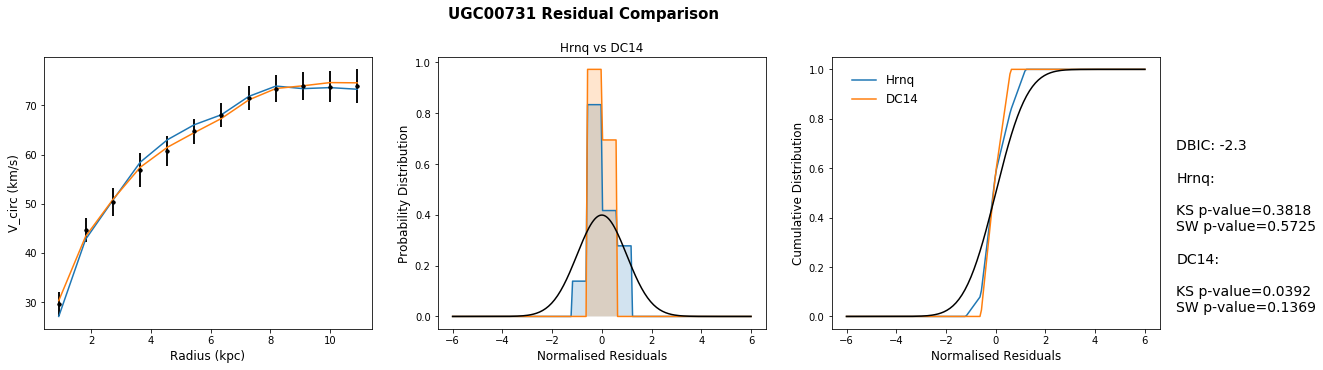 UGC00731 Residual Comparison
V_circ (km/s)
70
60
50
40
30
2 4 6 8 10
Radius (kpc)
Hrnq vs DC14
Probability Distribution
1.0
0.8
0.6
0.4
0.2
0.0
−6 −4 −2 0 2 4 6
Normalised Residuals
Cumulative Distribution
1.0
0.8
0.6
0.4
0.2
0.0
Hrnq
DC14
−6 −4 −2 0 2 4 6
Normalised Residuals
DBIC: -2.3
Hrnq:
KS p-value=0.3818
SW p-value=0.5725
DC14:
KS p-value=0.0392
SW p-value=0.1369